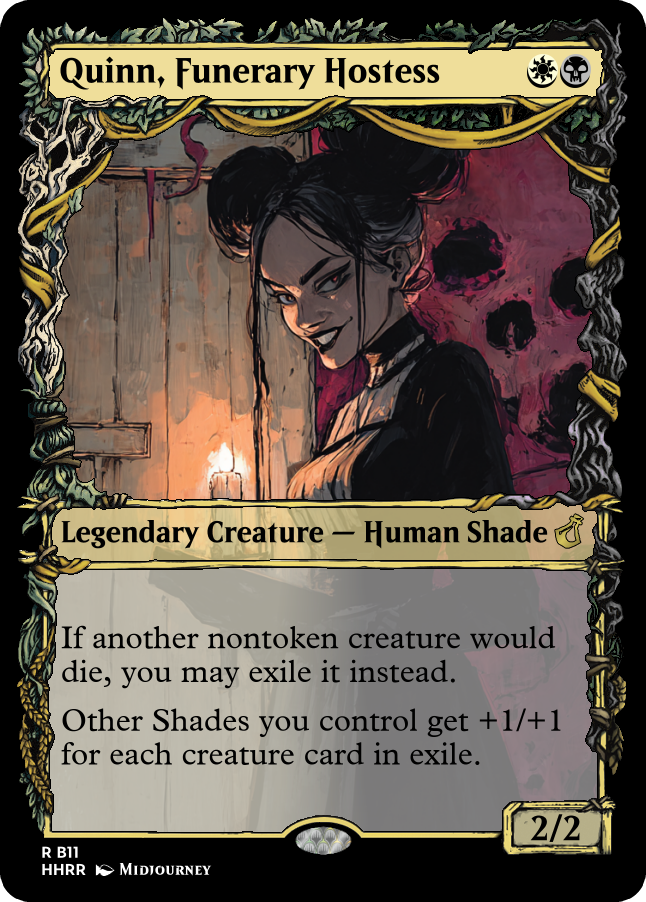 Quinn, Funerary Hostess
Legendary Creature — Human Shade
If another nontoken creature would
die, you may exile it instead.
Other Shades you control get +1/+1
for each creature card in exile.
2/2
R B11
HHRR Midjourney